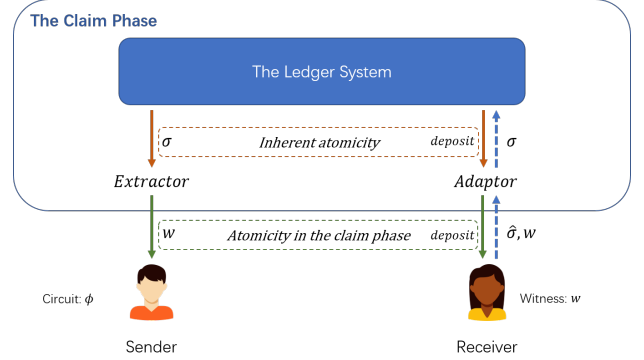 The Claim Phase
The Ledger System
σ Inherent atomicity deposit σ
Extractor Adaptor
w Atomicity in the claim phase deposit σ̂, w
Circuit: ϕ Witness: w
Sender Receiver